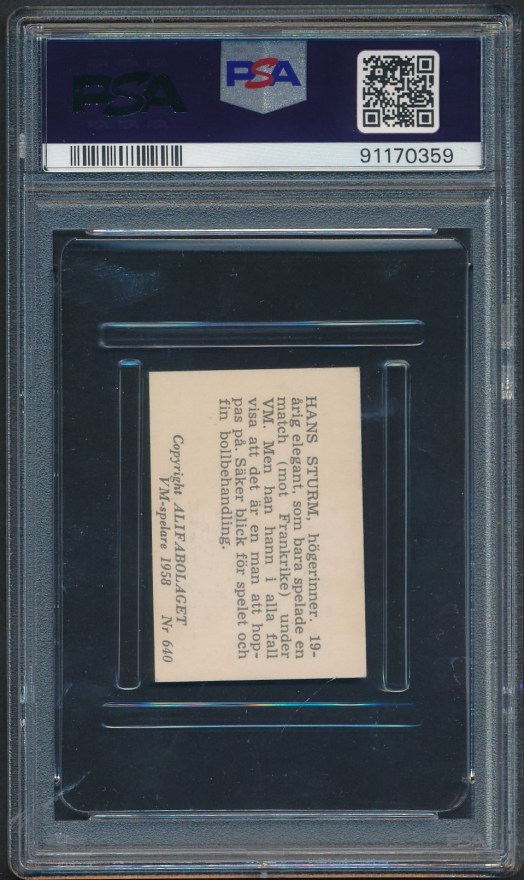 PSA
PSA
91170359
HANS STURM, högerinner. 19-
årig elegant, som bara spelade en
match (mot Frankrike) under
VM. Men han hann i alla fall
visa att det är en man att hop-
pas på. Säker blick för spelet och
fin bollbehandling.
Copyright ALIFABOLAGET
VM-spelare 1958 Nr 640